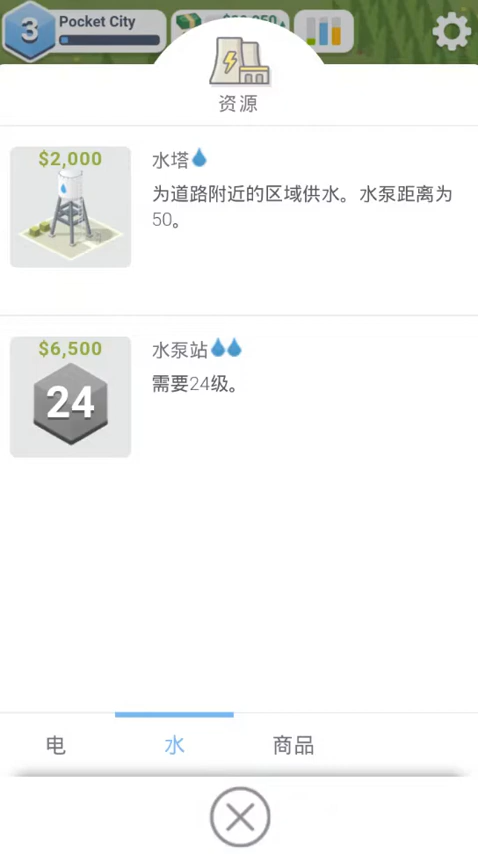 3
Pocket City
资源
$2,000
水塔
为道路附近的区域供水。水泵距离为
50。
$6,500
水泵站
24
需要24级。
电
水
商品